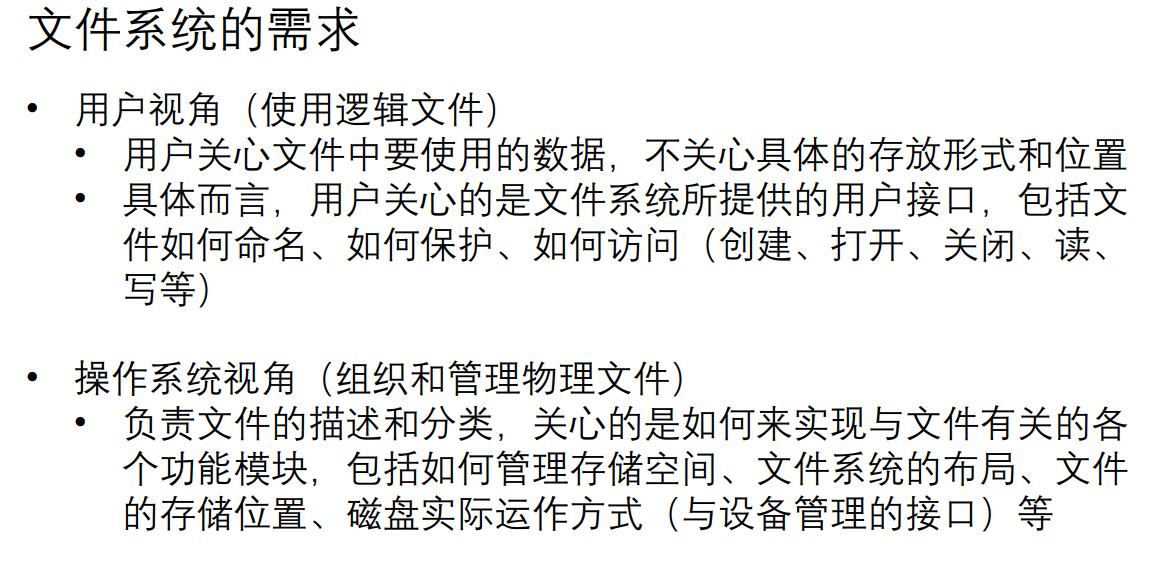 文件系统的需求
• 用户视角（使用逻辑文件）
• 用户关心文件中要使用的数据，不关心具体的存放形式和位置
• 具体而言，用户关心的是文件系统所提供的用户接口，包括文
件如何命名、如何保护、如何访问（创建、打开、关闭、读、
写等）
• 操作系统视角（组织和管理物理文件）
• 负责文件的描述和分类，关心的是如何来实现与文件有关的各
个功能模块，包括如何管理存储空间、文件系统的布局、文件
的存储位置、磁盘实际运作方式（与设备管理的接口）等